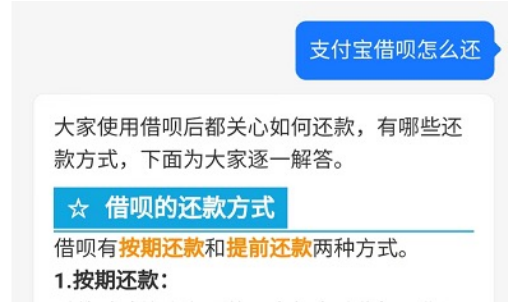 支付宝借呗怎么还
大家使用借呗后都关心如何还款，有哪些还
款方式，下面为大家逐一解答。
☆ 借呗的还款方式
借呗有按期还款和提前还款两种方式。
1.按期还款：